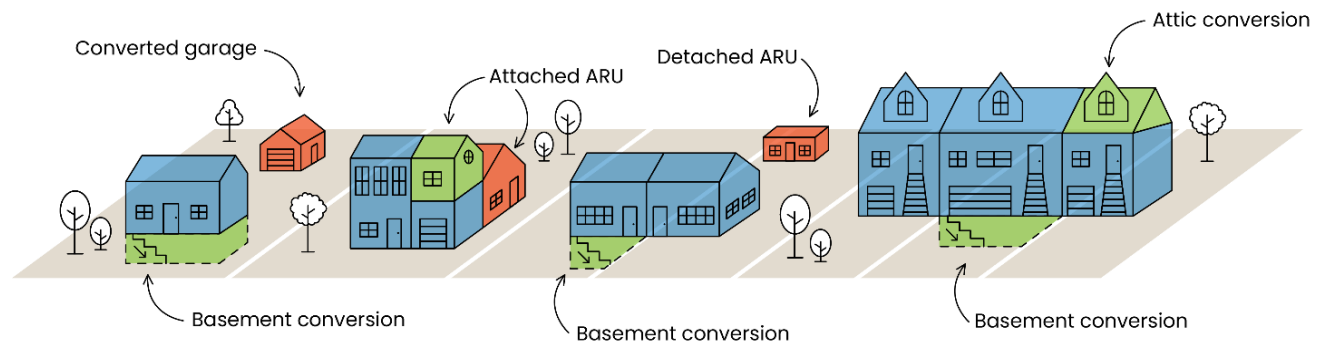 Attic conversion
Converted garage
Detached ARU
Attached ARU
Basement conversion
Basement conversion
Basement conversion